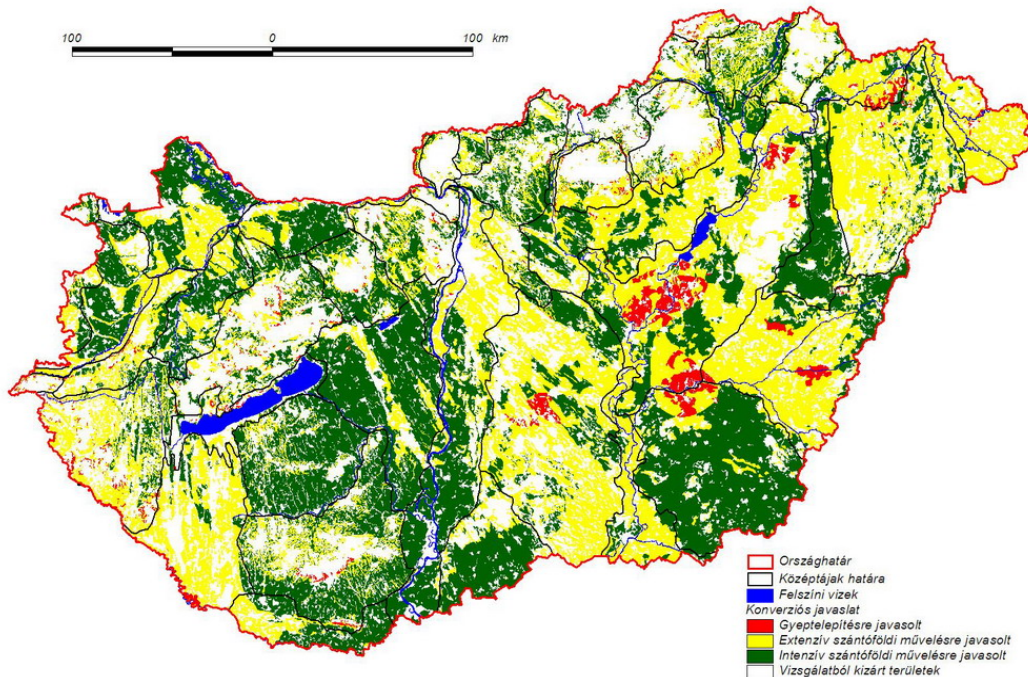 100 0 100 km
Országhatár
Középtájak határa
Felszíni vizek
Konverziós javaslat
Gyeptelepítésre javasolt
Extenzív szántóföldi művelésre javasolt
Intenzív szántóföldi művelésre javasolt
Vizsgálatból kizárt területek